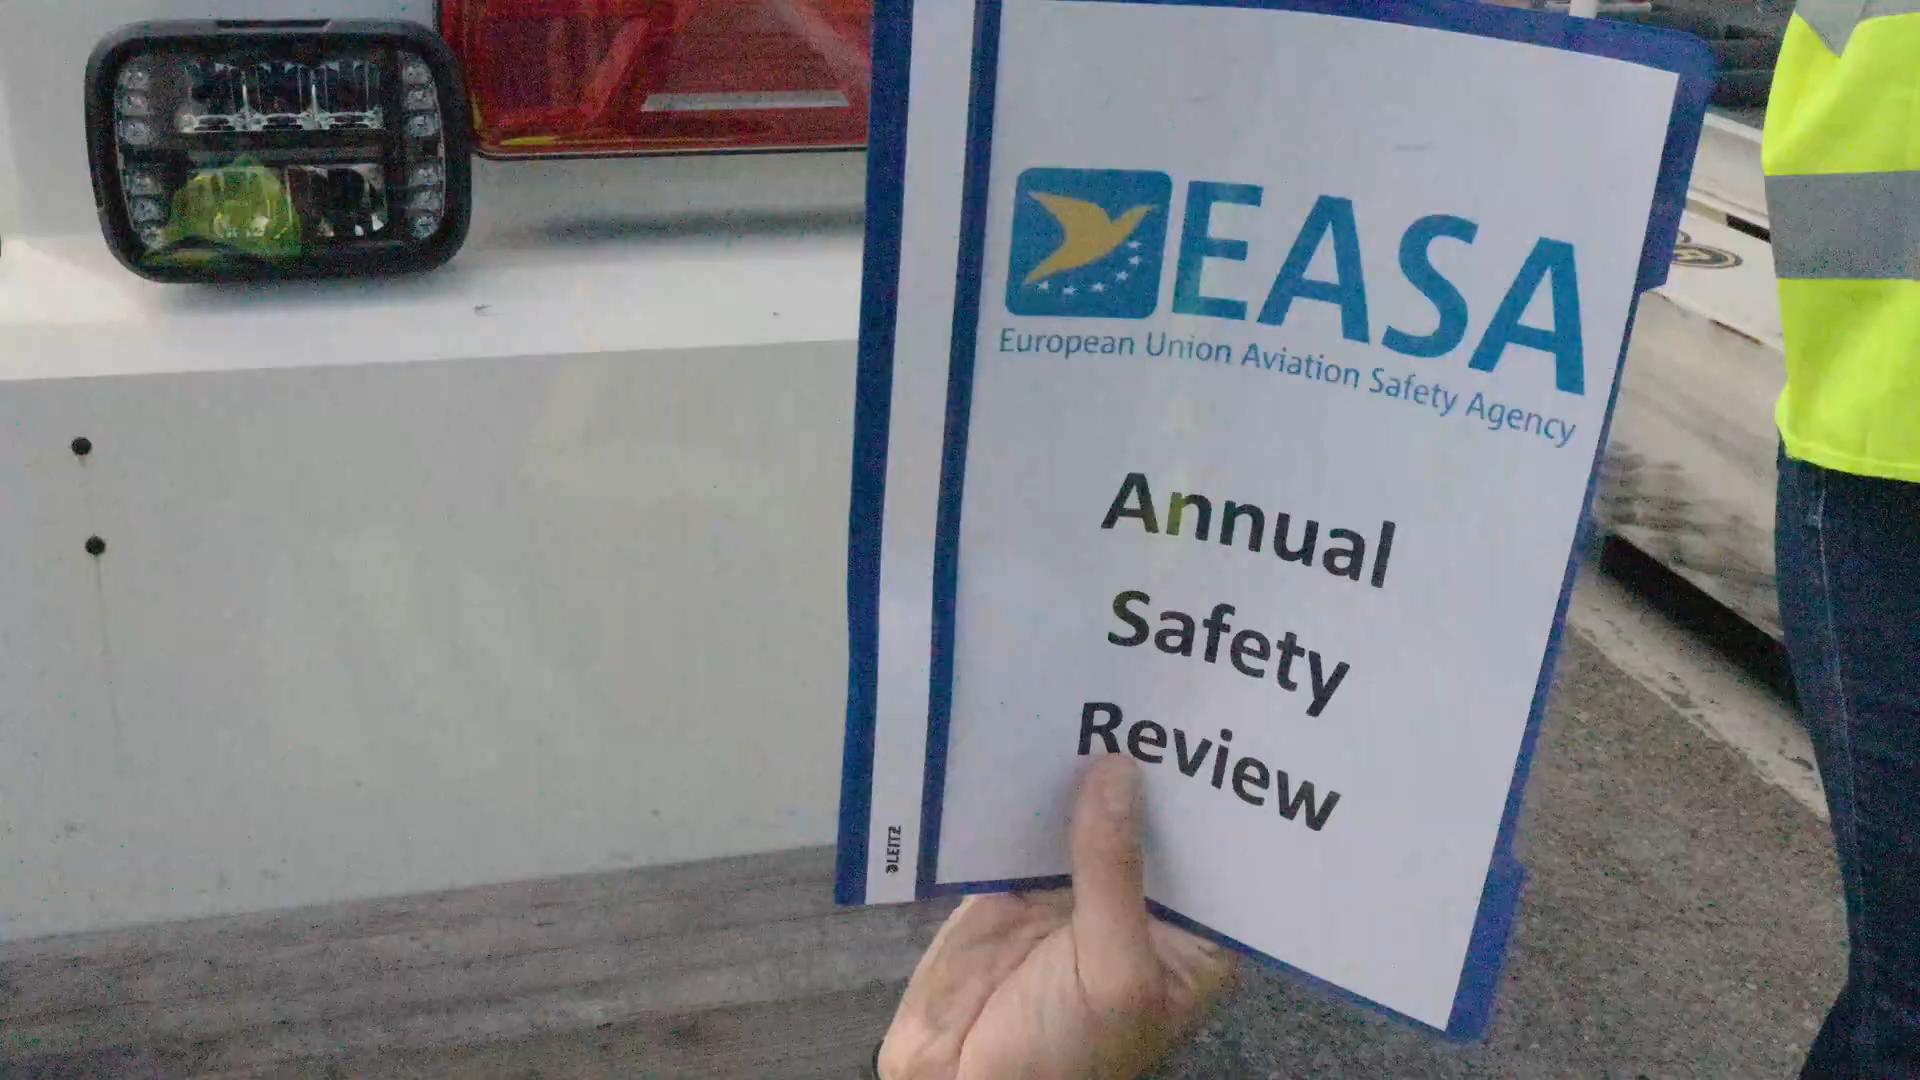 EASA
European Union Aviation Safety Agency
Annual
Safety
Review
LEITZ